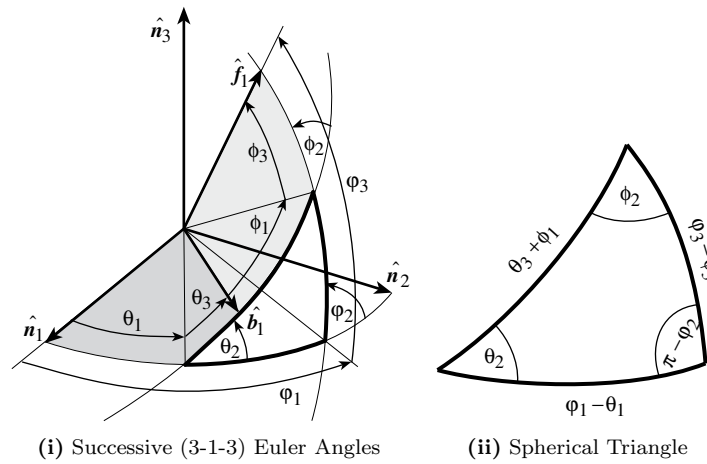 n̂₃
f̂₁
ϕ₃
ϕ₂
φ₃
ϕ₁
n̂₂
θ₃
b̂₁
n̂₁
θ₁
θ₂
φ₂
φ₁
(i) Successive (3-1-3) Euler Angles
ϕ₂
θ₃+ϕ₁
θ₂
π−φ₂
φ₁−θ₁
(ii) Spherical Triangle